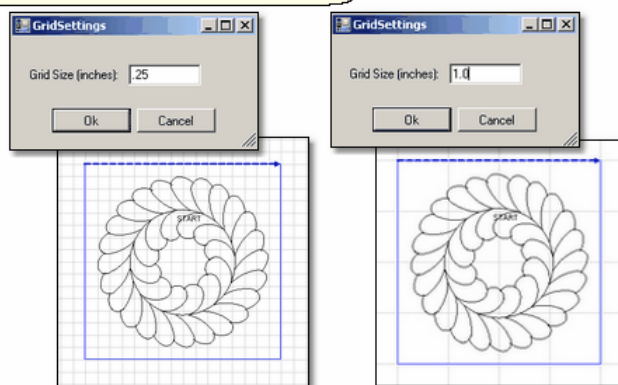 GridSettings
Grid Size (inches): .25
Ok Cancel
START
GridSettings
Grid Size (inches): 1.0
Ok Cancel
START